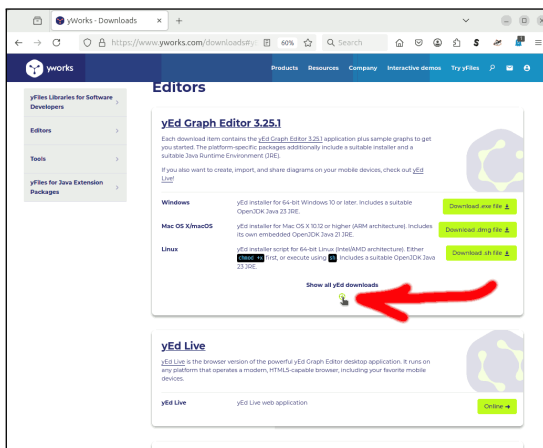 yWorks - Downloads
https://www.yworks.com/downloads#y
60%
Search
yworks
Products Resources Company Interactive demos Try yFiles
yFiles Libraries for Software
Developers
Editors
Tools
yFiles for Java Extension
Packages
Editors
yEd Graph Editor 3.25.1
Each download item contains the yEd Graph Editor 3.25.1 application plus sample graphs to get
you started. The platform-specific packages additionally include a suitable installer and a
suitable Java Runtime Environment (JRE).
If you also want to create, import, and share diagrams on your mobile devices, check out yEd
Live!
Windows
yEd installer for 64-bit Windows 10 or later. Includes a suitable
OpenJDK Java 23 JRE.
Download .exe file
Mac OS X/macOS
yEd installer for Mac OS X 10.12 or higher (ARM architecture). Includes
its own embedded OpenJDK Java 21 JRE.
Download .dmg file
Linux
yEd installer script for 64-bit Linux (Intel/AMD architecture). Either
chmod +x first, or execute using sh. Includes a suitable OpenJDK Java
23 JRE.
Download .sh file
Show all yEd downloads
yEd Live
yEd Live is the browser version of the powerful yEd Graph Editor desktop application. It runs on
any platform that operates a modern, HTML5-capable browser, including your favorite mobile
devices.
yEd Live
yEd Live web application
Online